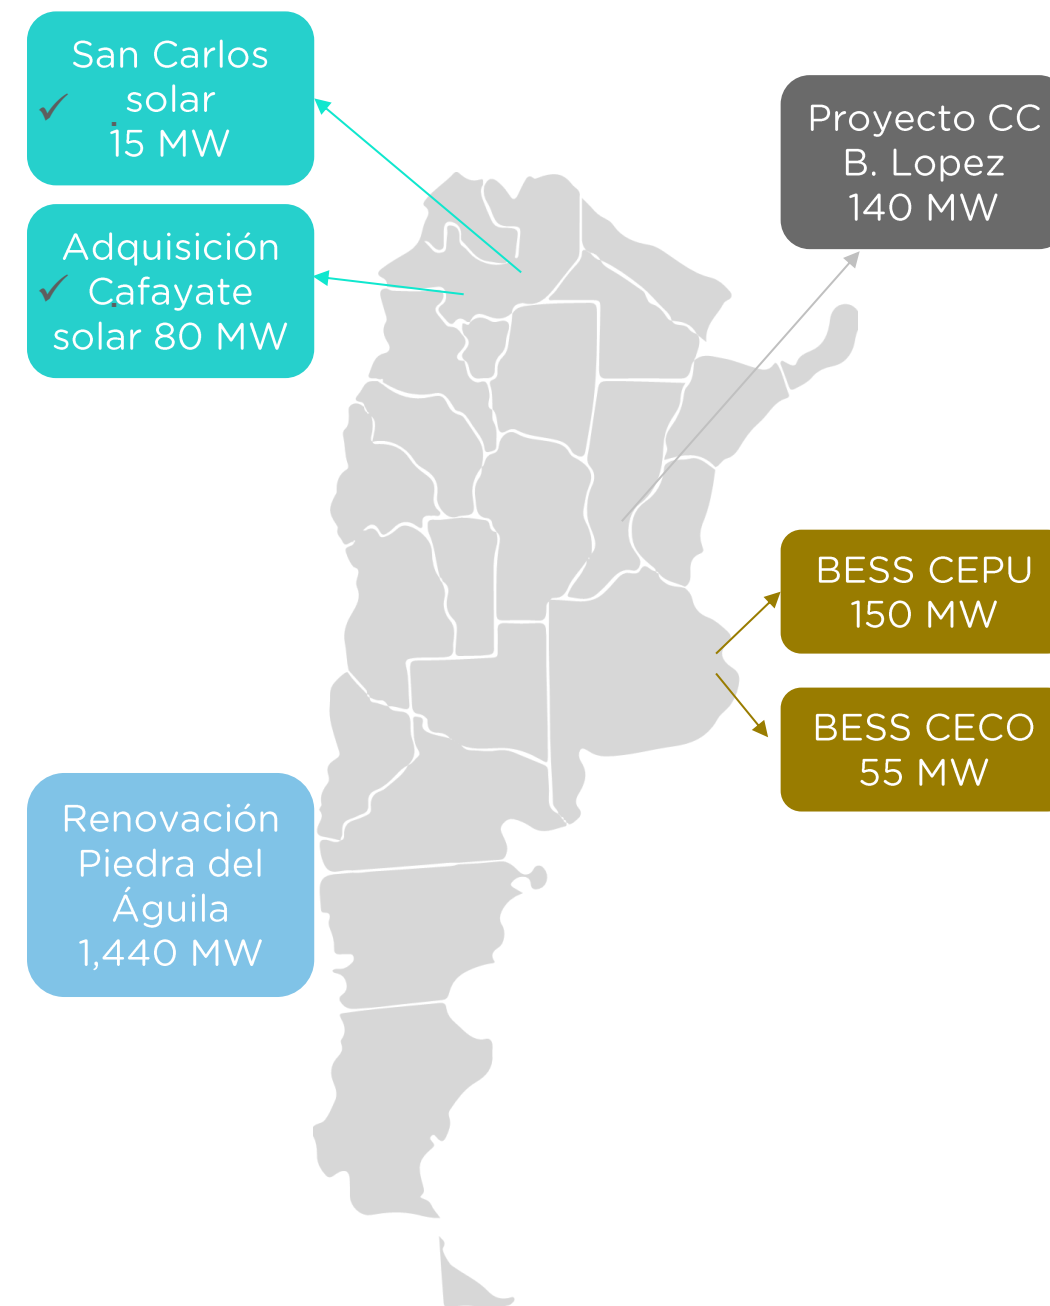 San Carlos
solar
15 MW
Adquisición
Cafayate
solar 80 MW
Proyecto CC
B. Lopez
140 MW
BESS CEPU
150 MW
BESS CECO
55 MW
Renovación
Piedra del
Águila
1,440 MW